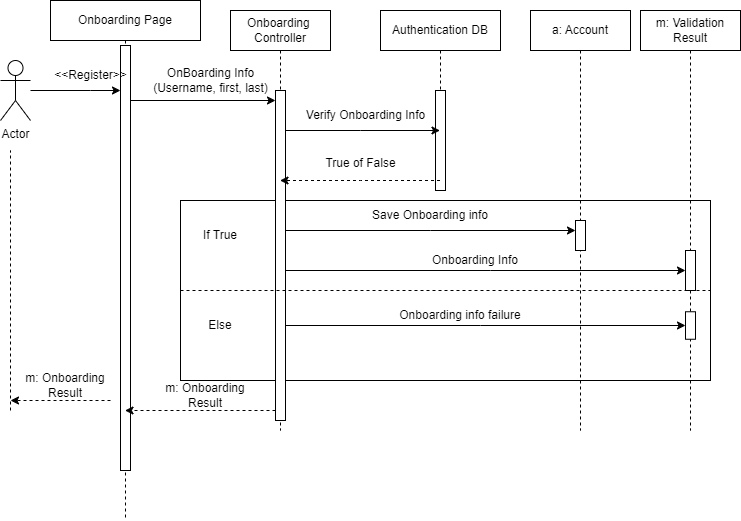 Onboarding Page
Onboarding
Controller
Authentication DB
a: Account
m: Validation
Result
<<Register>>
OnBoarding Info
(Username, first, last)
Actor
Verify Onboarding Info
True of False
If True
Save Onboarding info
Onboarding Info
Else
Onboarding info failure
m: Onboarding
Result
m: Onboarding
Result